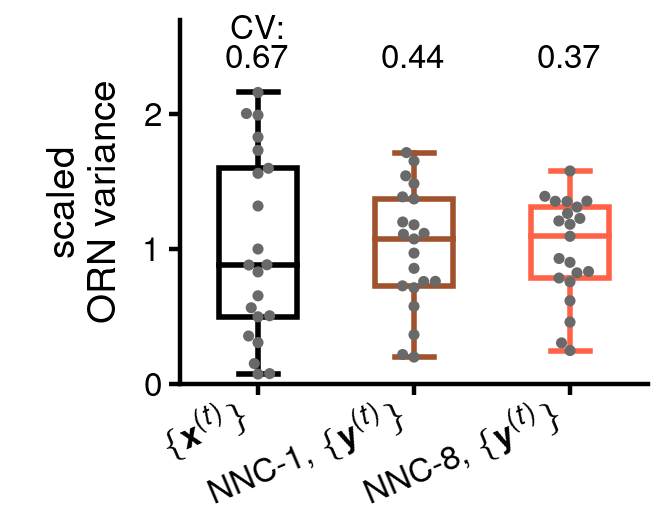 CV:
0.67 0.44 0.37
scaled
ORN variance
2
1
0
{x^(t)}
NNC-1, {y^(t)}
NNC-8, {y^(t)}